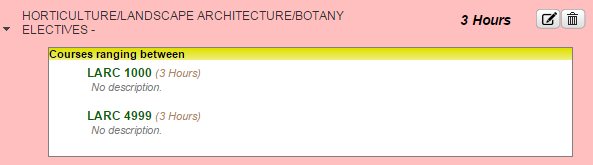 HORTICULTURE/LANDSCAPE ARCHITECTURE/BOTANY
ELECTIVES -
3 Hours
Courses ranging between
LARC 1000 (3 Hours)
No description.
LARC 4999 (3 Hours)
No description.